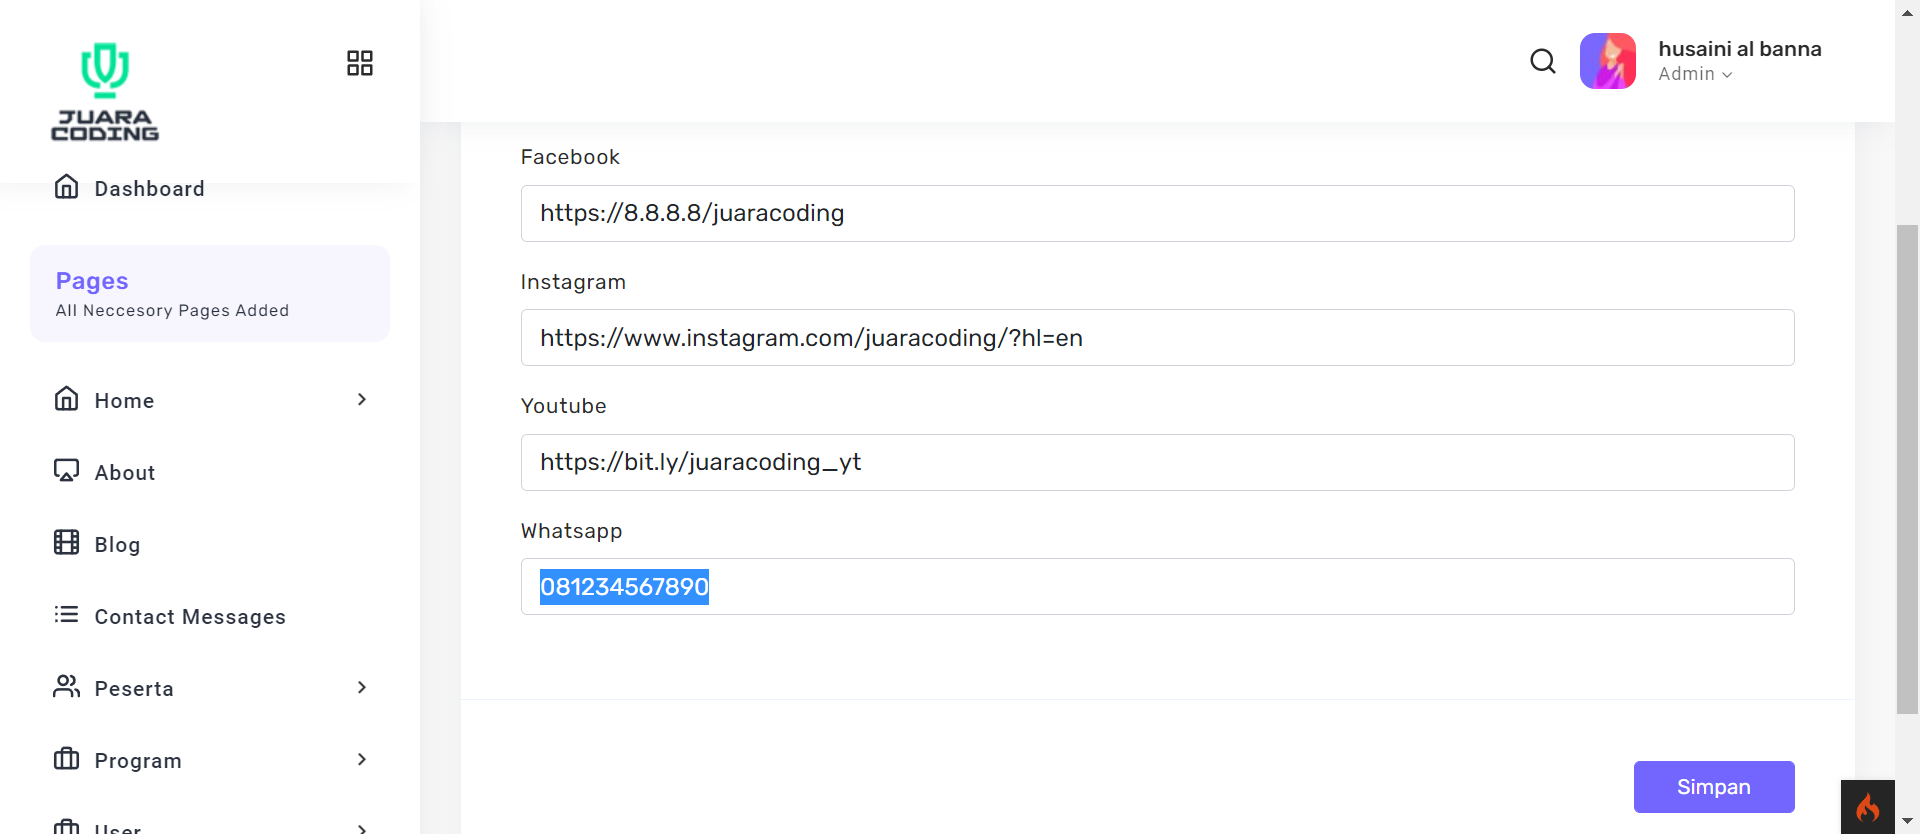 JUARA
CODING
husaini al banna
Admin
Dashboard
Pages
All Neccesory Pages Added
Home
About
Blog
Contact Messages
Peserta
Program
User
Facebook
https://8.8.8.8/juaracoding
Instagram
https://www.instagram.com/juaracoding/?hl=en
Youtube
https://bit.ly/juaracoding_yt
Whatsapp
081234567890
Simpan